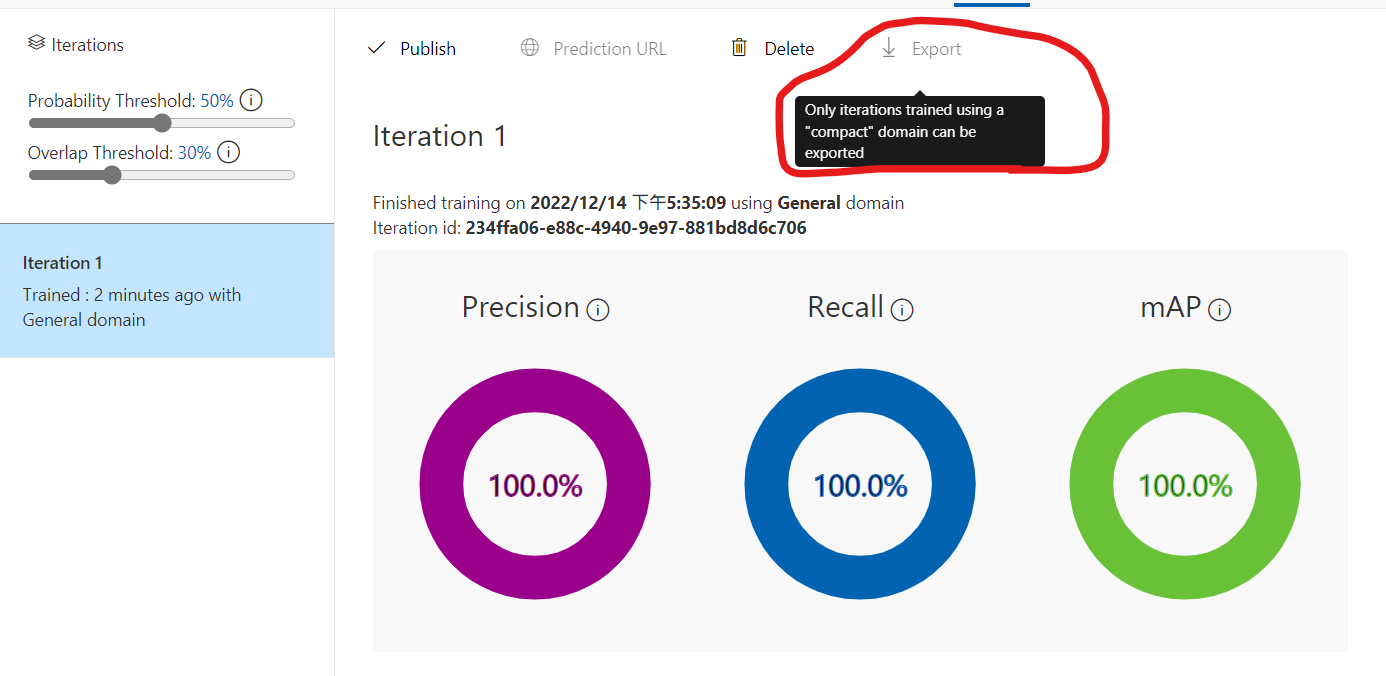 Iterations
Probability Threshold: 50%
Overlap Threshold: 30%
Iteration 1
Trained : 2 minutes ago with
General domain
Publish
Prediction URL
Delete
Export
Only iterations trained using a
"compact" domain can be
exported
Iteration 1
Finished training on 2022/12/14 下午5:35:09 using General domain
Iteration id: 234ffa06-e88c-4940-9e97-881bd8d6c706
Precision
Recall
mAP
100.0%
100.0%
100.0%